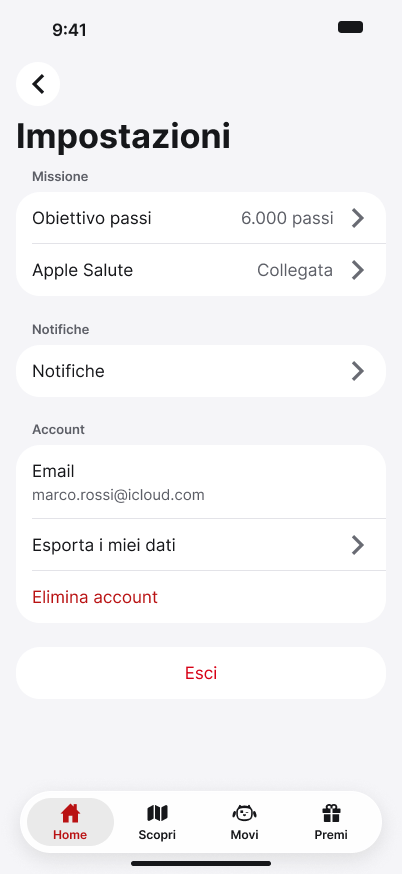 9:41
Impostazioni
Missione
Obiettivo passi 6.000 passi
Apple Salute Collegata
Notifiche
Notifiche
Account
Email
marco.rossi@icloud.com
Esporta i miei dati
Elimina account
Esci
Home Scopri Movi Premi